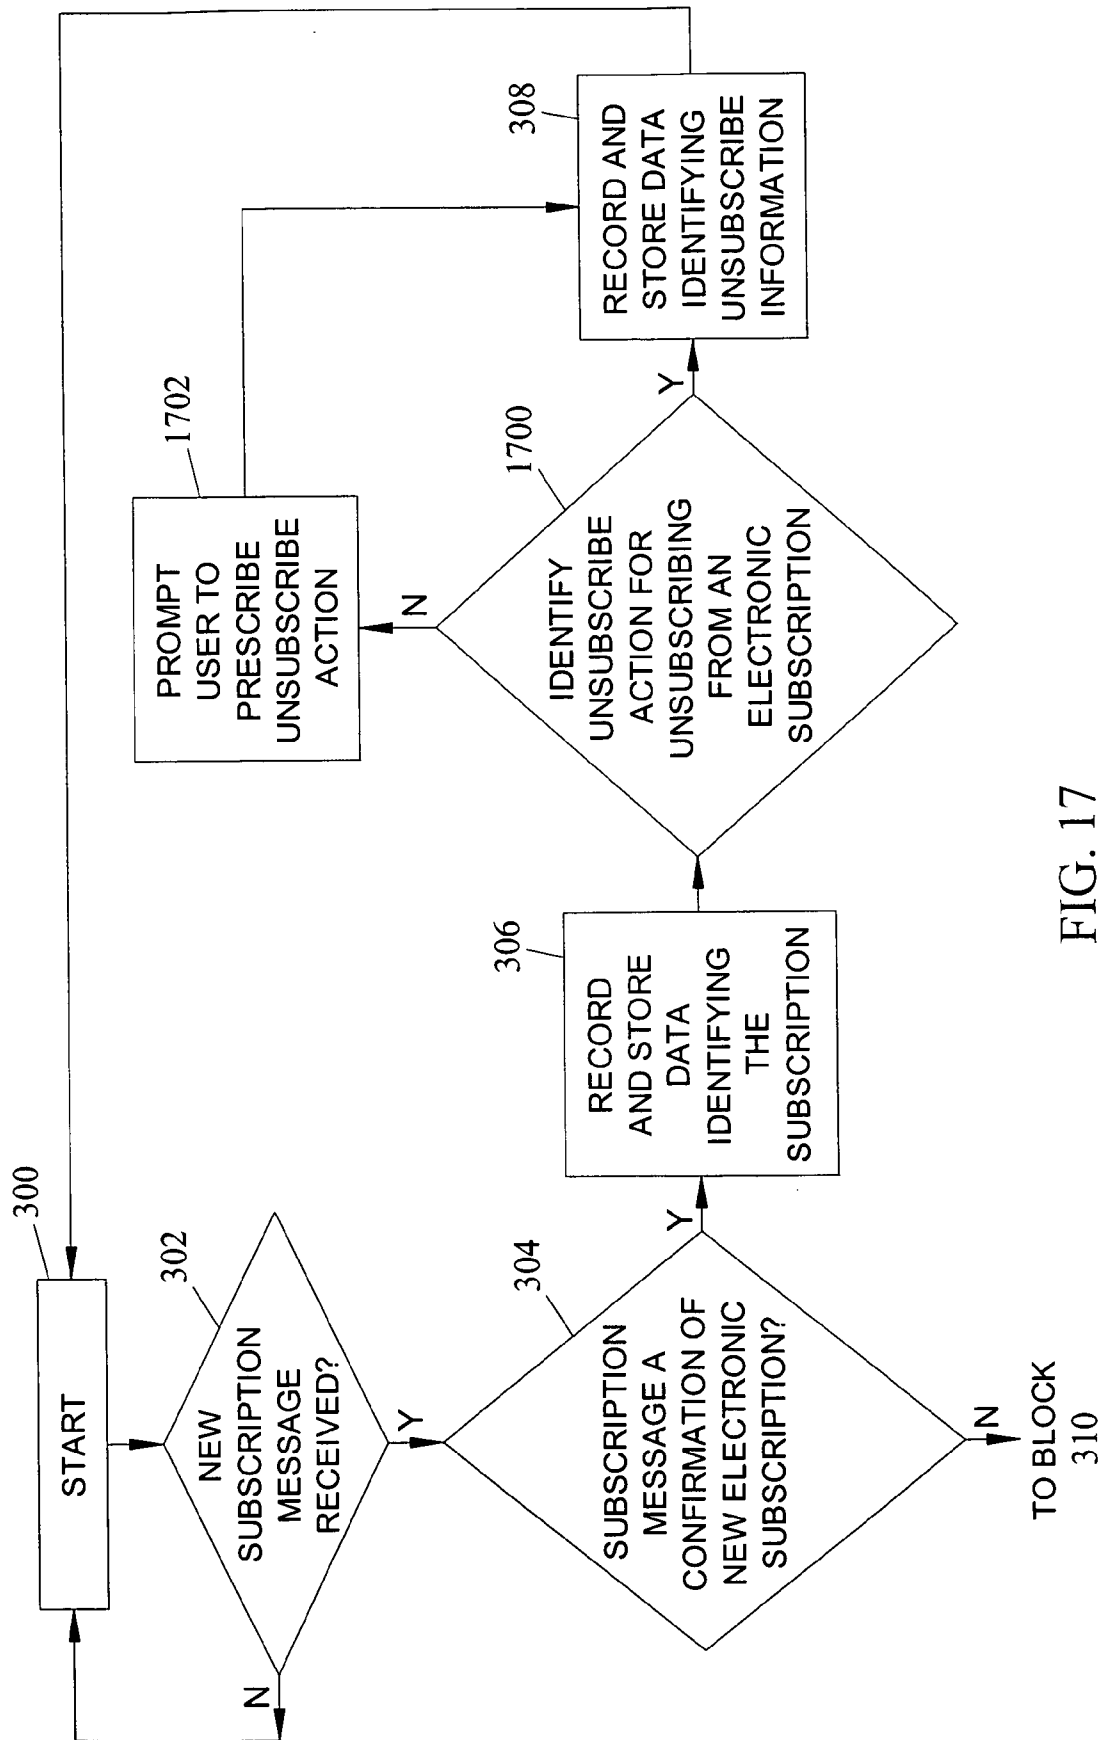 300
START
302
NEW
SUBSCRIPTION
MESSAGE
RECEIVED?
N
Y
304
SUBSCRIPTION
MESSAGE A
CONFIRMATION OF
NEW ELECTRONIC
SUBSCRIPTION?
N
TO BLOCK
310
Y
306
RECORD
AND STORE
DATA
IDENTIFYING
THE
SUBSCRIPTION
1700
IDENTIFY
UNSUBSCRIBE
ACTION FOR
UNSUBSCRIBING
FROM AN
ELECTRONIC
SUBSCRIPTION
N
1702
PROMPT
USER TO
PRESCRIBE
UNSUBSCRIBE
ACTION
Y
308
RECORD AND
STORE DATA
IDENTIFYING
UNSUBSCRIBE
INFORMATION
FIG. 17